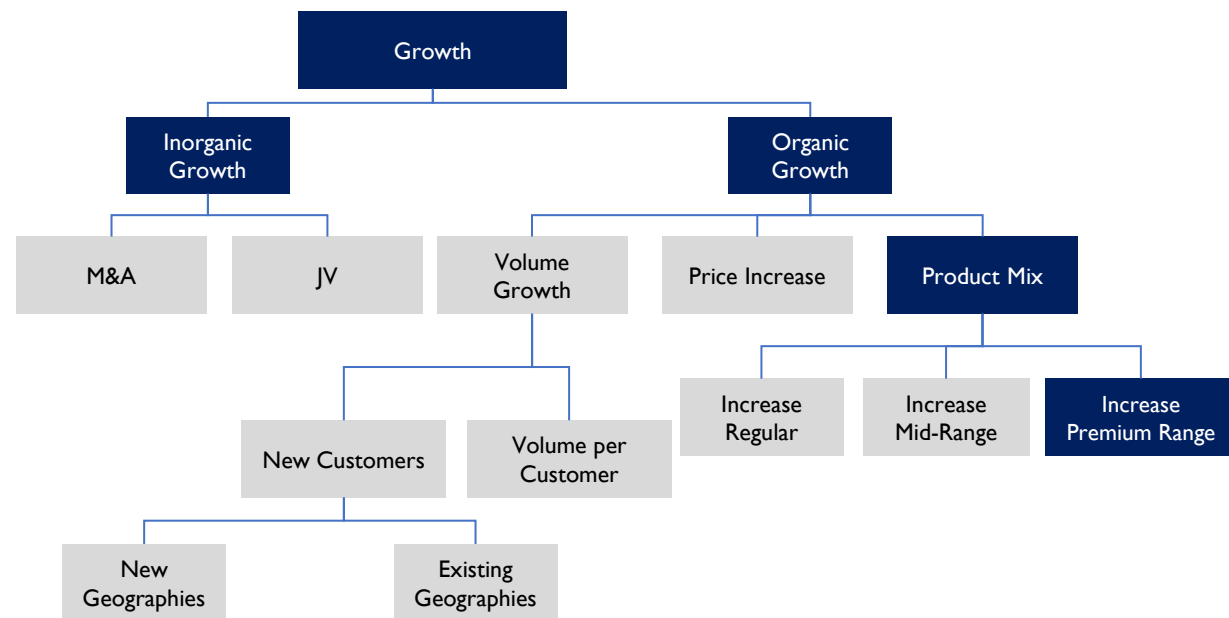 Growth
Inorganic
Growth
Organic
Growth
M&A
JV
Volume
Growth
Price Increase
Product Mix
Increase
Regular
Increase
Mid-Range
Increase
Premium Range
New Customers
Volume per
Customer
New
Geographies
Existing
Geographies